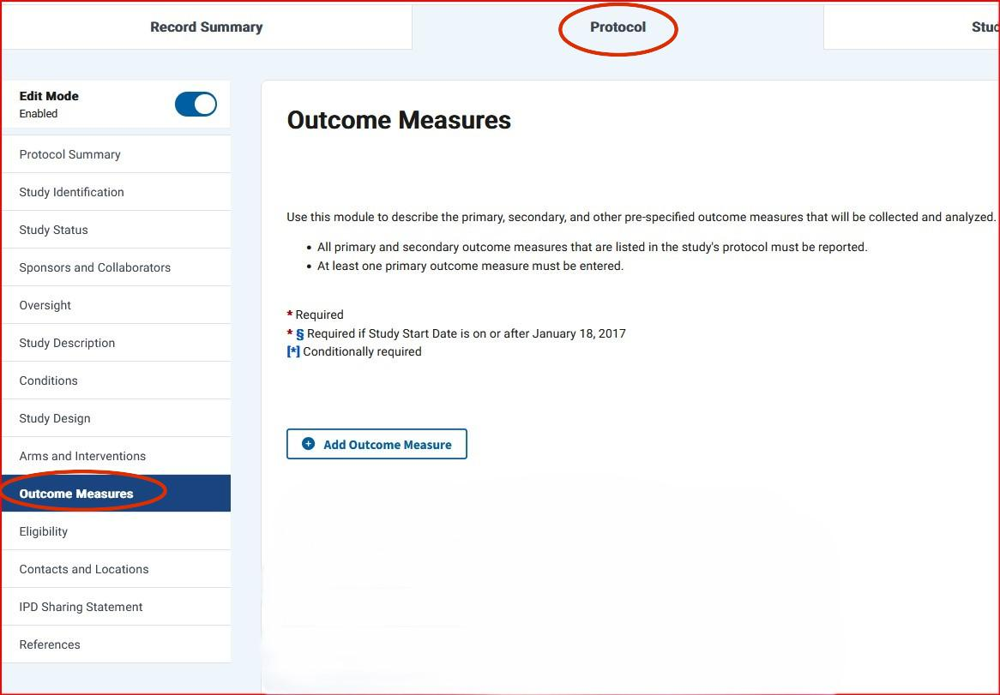 Record Summary
Protocol
Edit Mode
Enabled
Protocol Summary
Study Identification
Study Status
Sponsors and Collaborators
Oversight
Study Description
Conditions
Study Design
Arms and Interventions
Outcome Measures
Eligibility
Contacts and Locations
IPD Sharing Statement
References
Outcome Measures
Use this module to describe the primary, secondary, and other pre-specified outcome measures that will be collected and analyzed.
• All primary and secondary outcome measures that are listed in the study's protocol must be reported.
• At least one primary outcome measure must be entered.
* Required
* § Required if Study Start Date is on or after January 18, 2017
[*] Conditionally required
Add Outcome Measure